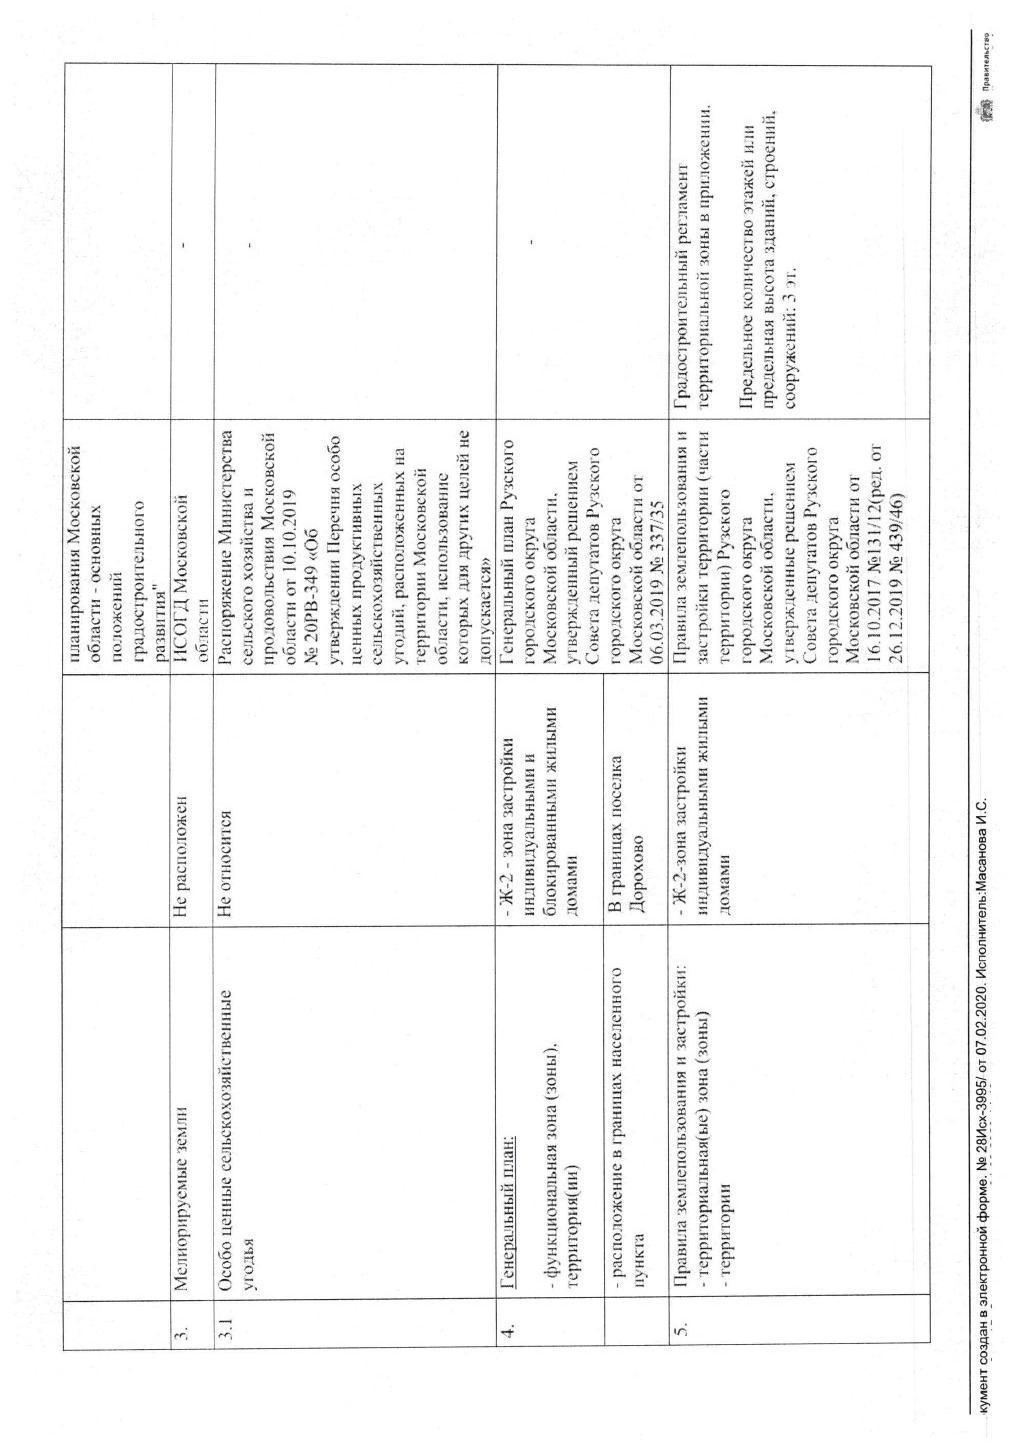 планирования Московской
области - основных
положений
градостроительного
развития"
3.
Мелиорируемые земли
Не расположен
ИСОГД Московской
области
-
3.1
Особо ценные сельскохозяйственные
угодья
Не относится
Распоряжение Министерства
сельского хозяйства и
продовольствия Московской
области от 10.10.2019
№ 20РВ-349 «Об
утверждении Перечня особо
ценных продуктивных
сельскохозяйственных
угодий, расположенных на
территории Московской
области, использование
которых для других целей не
допускается»
-
4.
Генеральный план:
- функциональная зона (зоны),
территория(ии)
- Ж-2 - зона застройки
индивидуальными и
блокированными жилыми
домами
Генеральный план Рузского
городского округа
Московской области,
утвержденный решением
Совета депутатов Рузского
городского округа
Московской области от
06.03.2019 № 337/35
-
- расположение в границах населенного
пункта
В границах поселка
Дорохово
5.
Правила землепользования и застройки:
- территориальная(ые) зона (зоны)
- территории
- Ж-2-зона застройки
индивидуальными жилыми
домами
Правила землепользования и
застройки территории (части
территории) Рузского
городского округа
Московской области,
утвержденные решением
Совета депутатов Рузского
городского округа
Московской области от
16.10.2017 №131/12(ред. от
26.12.2019 № 439/46)
Градостроительный регламент
территориальной зоны в приложении.
Предельное количество этажей или
предельная высота зданий, строений,
сооружений: 3 эт.
кумент создан в электронной форме. № 28Исх-3995/ от 07.02.2020. Исполнитель:Масанова И.С.
Правительство